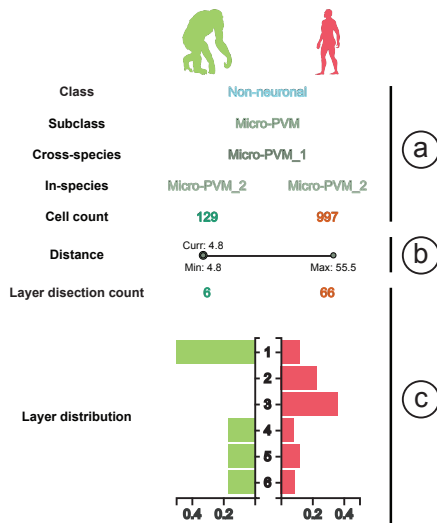 Class Non-neuronal
Subclass Micro-PVM
Cross-species Micro-PVM_1
a
In-species Micro-PVM_2 Micro-PVM_2
Cell count 129 997
Curr: 4.8
Distance
b
Min: 4.8 Max: 55.5
Layer disection count 6 66
1
2
3
c
Layer distribution
4
5
6
0.4 0.2 0.2 0.4